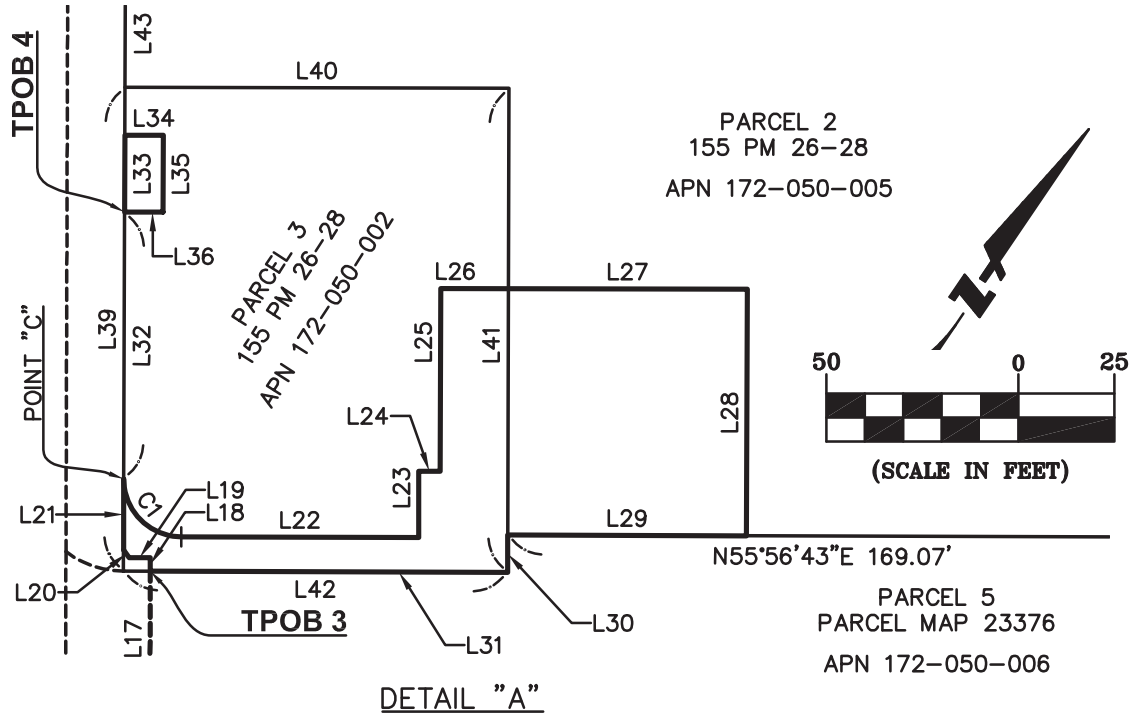 L43
TPOB 4
L40
L34
L33
L35
L36
PARCEL 2
155 PM 26-28
APN 172-050-005
PARCEL 3
155 PM 26-28
APN 172-050-002
N
L26
L27
L39
L32
L25
L41
L28
POINT "C"
50 0 25
(SCALE IN FEET)
L24
L23
C1
L19
L18
L21
L22
L29
N55°56'43"E 169.07'
L20
L42
TPOB 3
L17
L31
L30
PARCEL 5
PARCEL MAP 23376
APN 172-050-006
DETAIL "A"